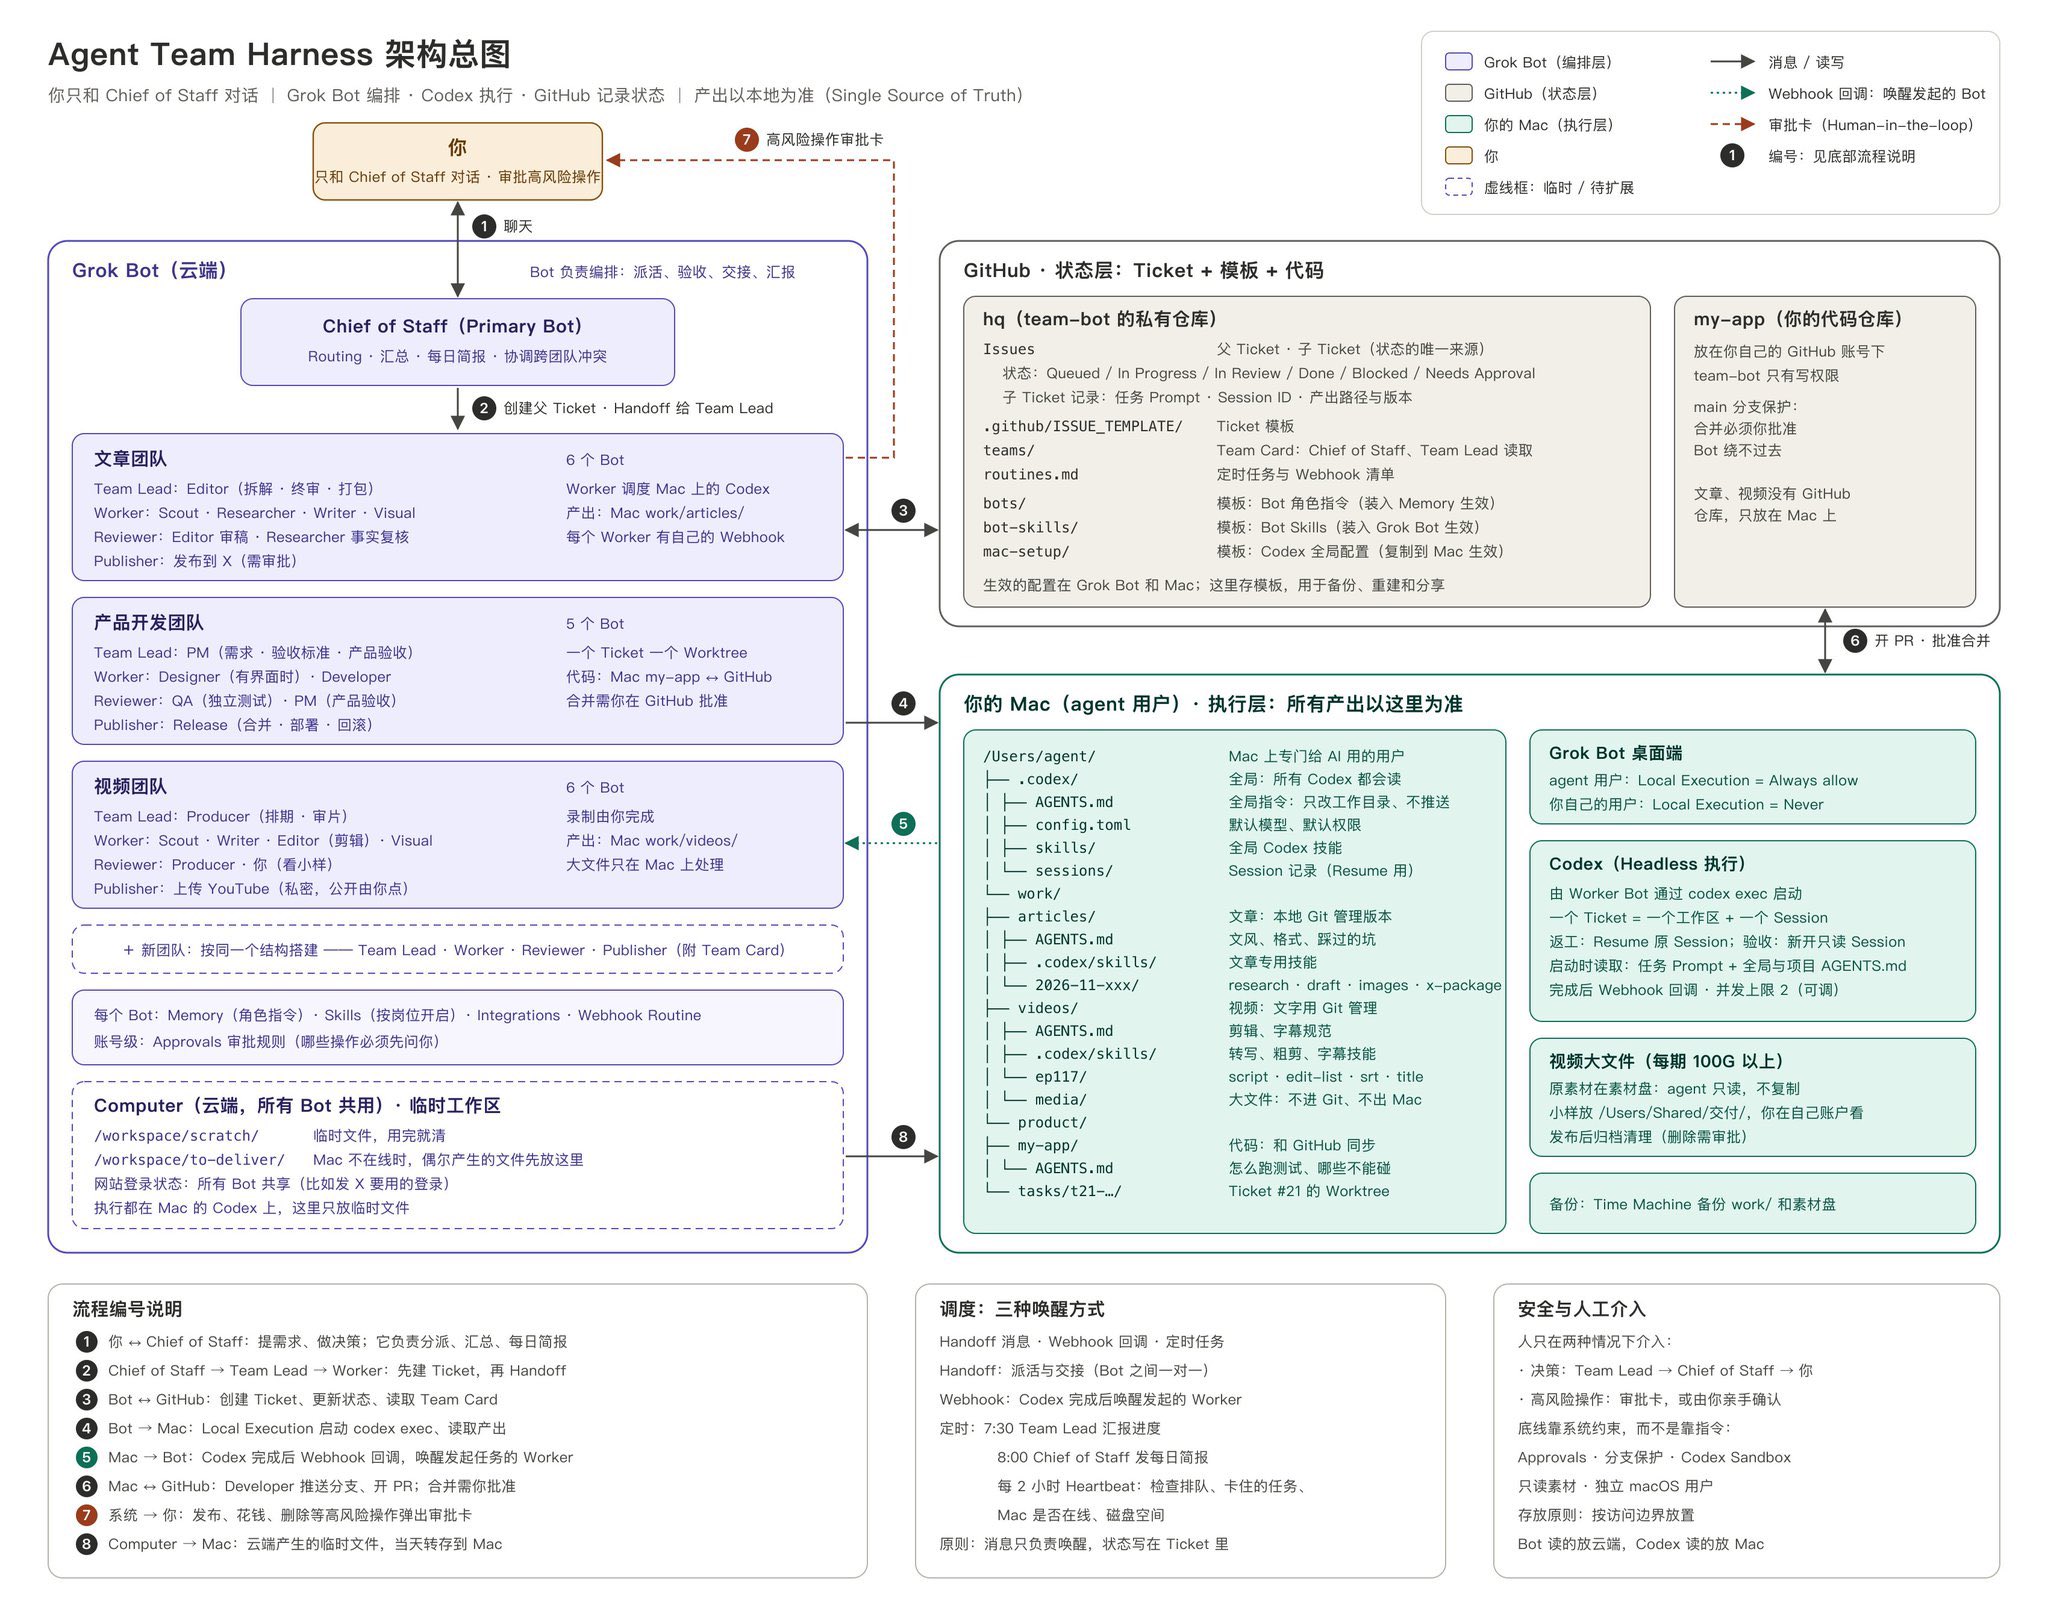 Agent Team Harness 架构总图
你只和 Chief of Staff 对话 | Grok Bot 编排 · Codex 执行 · GitHub 记录状态 | 产出以本地为准（Single Source of Truth）
Grok Bot（编排层）
GitHub（状态层）
你的 Mac（执行层）
你
虚线框：临时 / 待扩展
消息 / 读写
Webhook 回调：唤醒发起的 Bot
审批卡（Human-in-the-loop）
1 编号：见底部流程说明
你
只和 Chief of Staff 对话 · 审批高风险操作
7 高风险操作审批卡
1 聊天
Grok Bot（云端）
Bot 负责编排：派活、验收、交接、汇报
Chief of Staff（Primary Bot）
Routing · 汇总 · 每日简报 · 协调跨团队冲突
2 创建父 Ticket · Handoff 给 Team Lead
文章团队
6 个 Bot
Team Lead：Editor（拆解 · 终审 · 打包）
Worker 调度 Mac 上的 Codex
Worker：Scout · Researcher · Writer · Visual
产出：Mac work/articles/
Reviewer：Editor 审稿 · Researcher 事实复核
每个 Worker 有自己的 Webhook
Publisher：发布到 X（需审批）
产品开发团队
5 个 Bot
Team Lead：PM（需求 · 验收标准 · 产品验收）
一个 Ticket 一个 Worktree
Worker：Designer（有界面时）· Developer
代码：Mac my-app ↔ GitHub
Reviewer：QA（独立测试）· PM（产品验收）
合并需你在 GitHub 批准
Publisher：Release（合并 · 部署 · 回滚）
视频团队
6 个 Bot
Team Lead：Producer（排期 · 审片）
录制由你完成
Worker：Scout · Writer · Editor（剪辑）· Visual
产出：Mac work/videos/
Reviewer：Producer · 你（看小样）
大文件只在 Mac 上处理
Publisher：上传 YouTube（私密，公开由你点）
+ 新团队：按同一个结构搭建 —— Team Lead · Worker · Reviewer · Publisher（附 Team Card）
每个 Bot：Memory（角色指令）· Skills（按岗位开启）· Integrations · Webhook Routine
账号级：Approvals 审批规则（哪些操作必须先问你）
Computer（云端，所有 Bot 共用）· 临时工作区
/workspace/scratch/ 临时文件，用完就清
/workspace/to-deliver/ Mac 不在线时，偶尔产生的文件先放这里
网站登录状态：所有 Bot 共享（比如发 X 要用的登录）
执行都在 Mac 的 Codex 上，这里只放临时文件
3
4
5
8
GitHub · 状态层：Ticket + 模板 + 代码
hq（team-bot 的私有仓库）
Issues 父 Ticket · 子 Ticket（状态的唯一来源）
状态：Queued / In Progress / In Review / Done / Blocked / Needs Approval
子 Ticket 记录：任务 Prompt · Session ID · 产出路径与版本
.github/ISSUE_TEMPLATE/ Ticket 模板
teams/ Team Card：Chief of Staff、Team Lead 读取
routines.md 定时任务与 Webhook 清单
bots/ 模板：Bot 角色指令（装入 Memory 生效）
bot-skills/ 模板：Bot Skills（装入 Grok Bot 生效）
mac-setup/ 模板：Codex 全局配置（复制到 Mac 生效）
生效的配置在 Grok Bot 和 Mac；这里存模板，用于备份、重建和分享
my-app（你的代码仓库）
放在你自己的 GitHub 账号下
team-bot 只有写权限
main 分支保护：
合并必须你批准
Bot 绕不过去
文章、视频没有 GitHub
仓库，只放在 Mac 上
6 开 PR · 批准合并
你的 Mac（agent 用户）· 执行层：所有产出以这里为准
/Users/agent/ Mac 上专门给 AI 用的用户
├── .codex/ 全局：所有 Codex 都会读
│ ├── AGENTS.md 全局指令：只改工作目录、不推送
│ ├── config.toml 默认模型、默认权限
│ ├── skills/ 全局 Codex 技能
│ └── sessions/ Session 记录（Resume 用）
└── work/
├── articles/ 文章：本地 Git 管理版本
│ ├── AGENTS.md 文风、格式、踩过的坑
│ ├── .codex/skills/ 文章专用技能
│ └── 2026-11-xxx/ research · draft · images · x-package
├── videos/ 视频：文字用 Git 管理
│ ├── AGENTS.md 剪辑、字幕规范
│ ├── .codex/skills/ 转写、粗剪、字幕技能
│ ├── ep117/ script · edit-list · srt · title
│ └── media/ 大文件：不进 Git、不出 Mac
└── product/
├── my-app/ 代码：和 GitHub 同步
│ └── AGENTS.md 怎么跑测试、哪些不能碰
└── tasks/t21-…/ Ticket #21 的 Worktree
Grok Bot 桌面端
agent 用户：Local Execution = Always allow
你自己的用户：Local Execution = Never
Codex（Headless 执行）
由 Worker Bot 通过 codex exec 启动
一个 Ticket = 一个工作区 + 一个 Session
返工：Resume 原 Session；验收：新开只读 Session
启动时读取：任务 Prompt + 全局与项目 AGENTS.md
完成后 Webhook 回调 · 并发上限 2（可调）
视频大文件（每期 100G 以上）
原素材在素材盘：agent 只读，不复制
小样放 /Users/Shared/交付/，你在自己账户看
发布后归档清理（删除需审批）
备份：Time Machine 备份 work/ 和素材盘
流程编号说明
1 你 ↔ Chief of Staff：提需求、做决策；它负责分派、汇总、每日简报
2 Chief of Staff → Team Lead → Worker：先建 Ticket，再 Handoff
3 Bot ↔ GitHub：创建 Ticket、更新状态、读取 Team Card
4 Bot → Mac：Local Execution 启动 codex exec、读取产出
5 Mac → Bot：Codex 完成后 Webhook 回调，唤醒发起任务的 Worker
6 Mac ↔ GitHub：Developer 推送分支、开 PR；合并需你批准
7 系统 → 你：发布、花钱、删除等高风险操作弹出审批卡
8 Computer → Mac：云端产生的临时文件，当天转存到 Mac
调度：三种唤醒方式
Handoff 消息 · Webhook 回调 · 定时任务
Handoff：派活与交接（Bot 之间一对一）
Webhook：Codex 完成后唤醒发起的 Worker
定时：7:30 Team Lead 汇报进度
8:00 Chief of Staff 发每日简报
每 2 小时 Heartbeat：检查排队、卡住的任务、
Mac 是否在线、磁盘空间
原则：消息只负责唤醒，状态写在 Ticket 里
安全与人工介入
人只在两种情况下介入：
· 决策：Team Lead → Chief of Staff → 你
· 高风险操作：审批卡，或由你亲手确认
底线靠系统约束，而不是靠指令：
Approvals · 分支保护 · Codex Sandbox
只读素材 · 独立 macOS 用户
存放原则：按访问边界放置
Bot 读的放云端，Codex 读的放 Mac